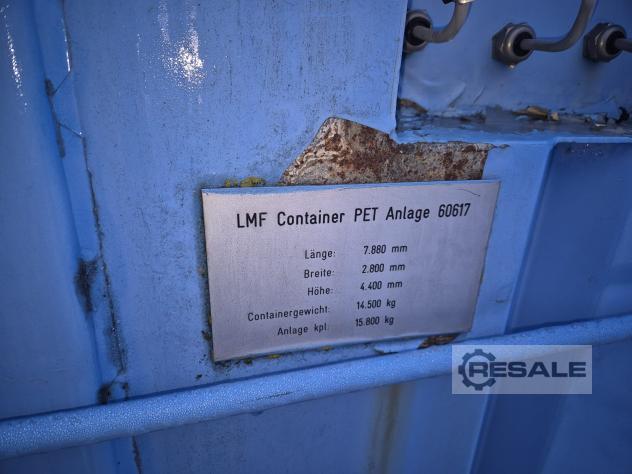 LMF Container PET Anlage 60617
Länge: 7.880 mm
Breite: 2.800 mm
Höhe: 4.400 mm
Containergewicht: 14.500 kg
Anlage kpl: 15.800 kg
RESALE